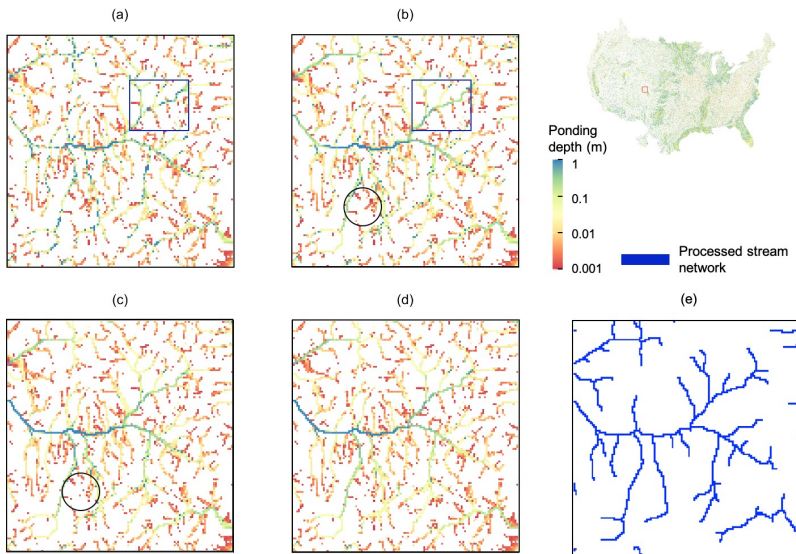 (a)
(b)
Ponding
depth (m)
1
0.1
0.01
0.001
Processed stream
network
(c)
(d)
(e)